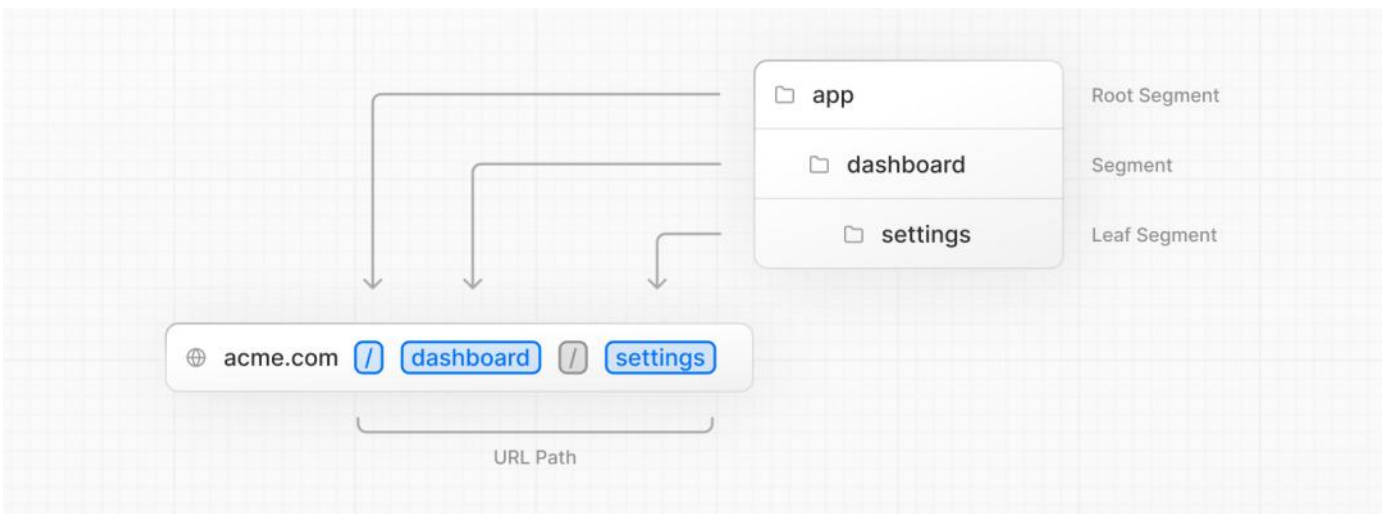 app Root Segment
dashboard Segment
settings Leaf Segment
acme.com / dashboard / settings
URL Path